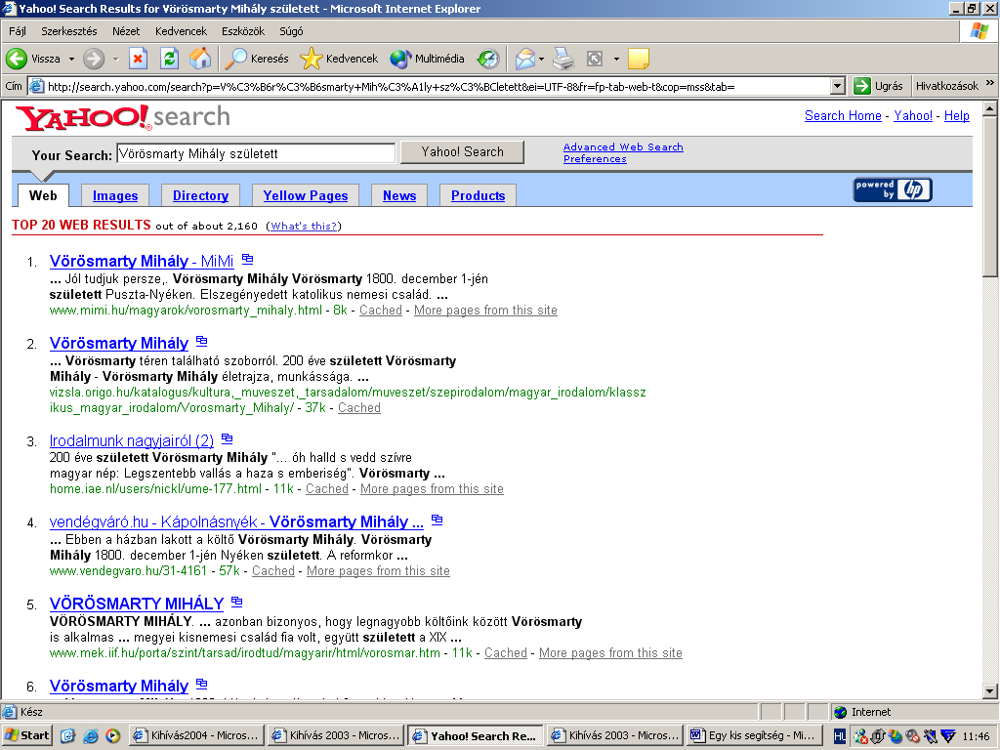 Yahoo! Search Results for Vörösmarty Mihály született - Microsoft Internet Explorer
Fájl Szerkesztés Nézet Kedvencek Eszközök Súgó
Vissza Keresés Kedvencek Multimédia
Cím http://search.yahoo.com/search?p=V%C3%B6r%C3%B6smarty+Mih%C3%A1ly+sz%C3%BCletett&ei=UTF-8&fr=fp-tab-web-t&cop=mss&tab= Ugrás Hivatkozások »
YAHOO! search
Search Home - Yahoo! - Help
Your Search: Vörösmarty Mihály született Yahoo! Search
Advanced Web Search
Preferences
Web Images Directory Yellow Pages News Products
powered by hp
TOP 20 WEB RESULTS out of about 2,160 (What's this?)
1. Vörösmarty Mihály - MiMi
... Jól tudjuk persze,. Vörösmarty Mihály Vörösmarty 1800. december 1-jén
született Puszta-Nyéken. Elszegényedett katolikus nemesi család. ...
www.mimi.hu/magyarok/vorosmarty_mihaly.html - 8k - Cached - More pages from this site
2. Vörösmarty Mihály
... Vörösmarty téren található szoborról. 200 éve született Vörösmarty
Mihály - Vörösmarty Mihály életrajza, munkássága. ...
vizsla.origo.hu/katalogus/kultura,_muveszet,_tarsadalom/muveszet/szepirodalom/magyar_irodalom/klassz
ikus_magyar_irodalom/Vorosmarty_Mihaly/ - 37k - Cached
3. Irodalmunk nagyjairól (2)
200 éve született Vörösmarty Mihály "... óh halld s vedd szívre
magyar nép: Legszentebb vallás a haza s emberiség". Vörösmarty ...
home.iae.nl/users/nickl/ume-177.html - 11k - Cached - More pages from this site
4. vendégváró.hu - Kápolnásnyék - Vörösmarty Mihály ...
... Ebben a házban lakott a költő Vörösmarty Mihály. Vörösmarty
Mihály 1800. december 1-jén Nyéken született. A reformkor ...
www.vendegvaro.hu/31-4161 - 57k - Cached - More pages from this site
5. VÖRÖSMARTY MIHÁLY
VÖRÖSMARTY MIHÁLY. ... azonban bizonyos, hogy legnagyobb költőink között Vörösmarty
is alkalmas ... megyei kisnemesi család fia volt, együtt született a XIX ...
www.mek.iif.hu/porta/szint/tarsad/irodtud/magyarir/html/vorosmar.htm - 11k - Cached - More pages from this site
6. Vörösmarty Mihály
Kész Internet
Start Kihívás2004 - Micros... Kihívás 2003 - Micros... Yahoo! Search Re... Kihívás 2003 - Micros... Egy kis segítség - Mi... HU 11:46